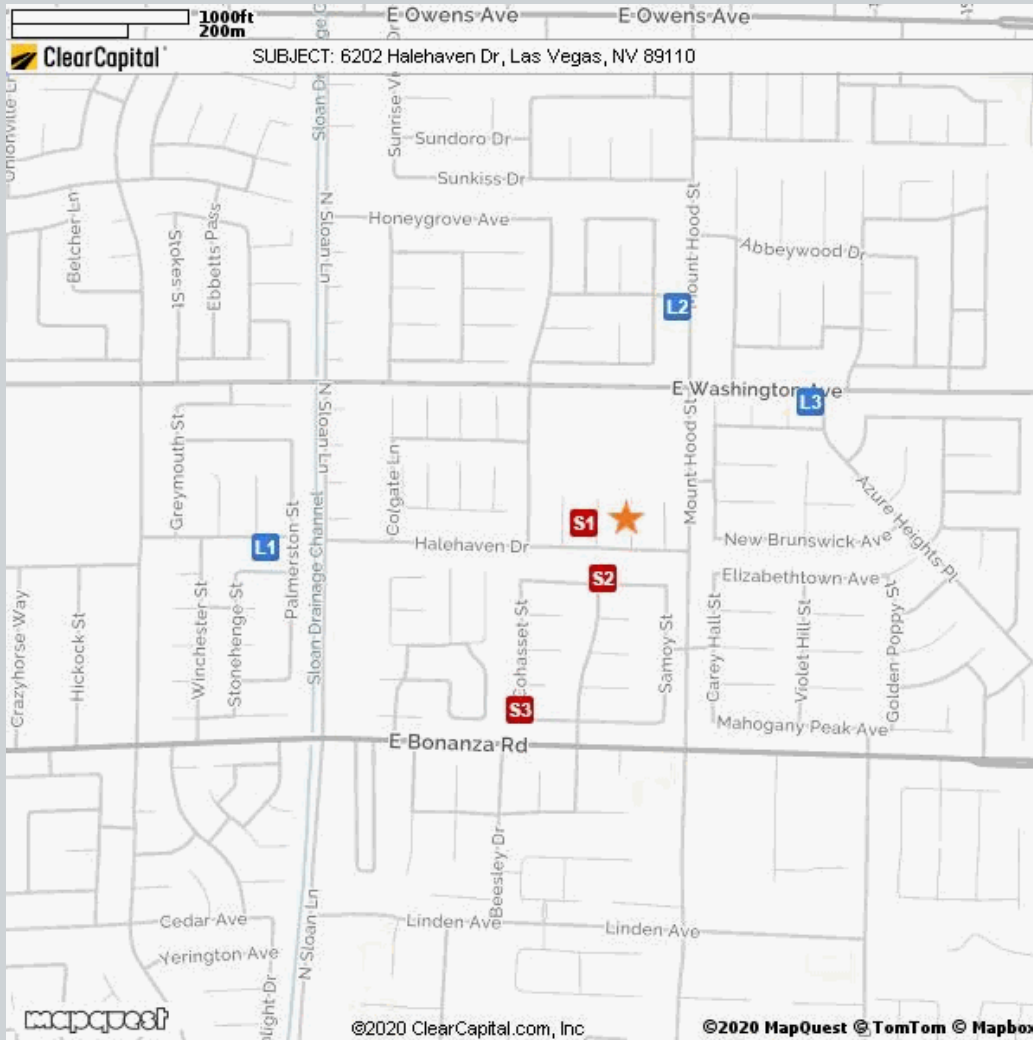 1000ft
200m
E Owens Ave
E Owens Ave
ClearCapital
SUBJECT: 6202 Halehaven Dr, Las Vegas, NV 89110
Sloan Dr
Sundoro Dr
Sunkiss Dr
Belcher Ln
Stokes St
Ebbetts Pass
N Sloan Ln
Honeygrove Ave
Mount Hood St
Abbeywood Dr
L2
E Washington Ave
L3
Greymouth St
N Sloan Ln
Colgate Ln
Mount Hood St
Azure Heights Pl
Palmerston St
Sloan Drainage Channel
S1
L1
Halehaven Dr
New Brunswick Ave
S2
Elizabethtown Ave
Crazyhorse Way
Hickock St
Winchester St
Stonehenge St
Cohasset St
Samoy St
Carey Hall St
Violet Hill St
Golden Poppy St
S3
Mahogany Peak Ave
E Bonanza Rd
Beesley Dr
Cedar Ave
N Sloan Ln
Linden Ave
Linden Ave
Yerington Ave
mapquest
©2020 ClearCapital.com, Inc
©2020 MapQuest © TomTom © Mapbox